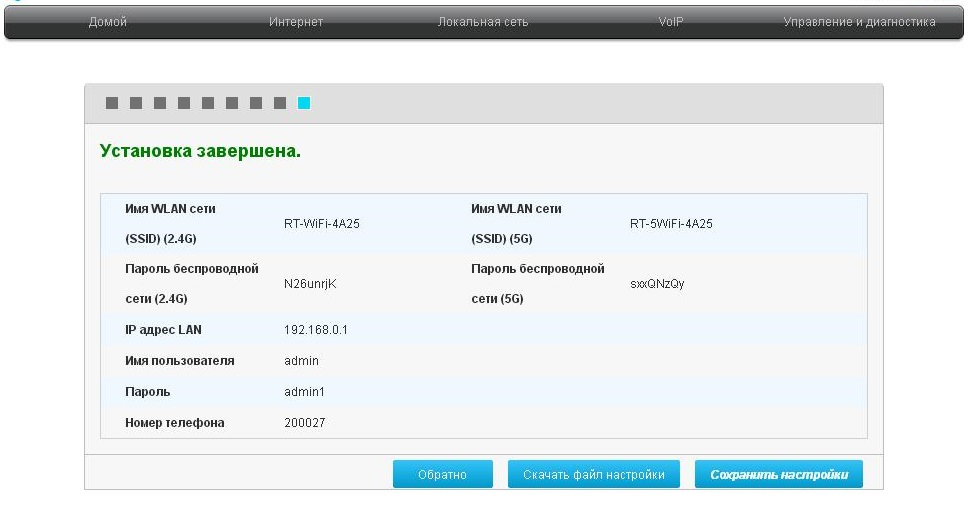 Домой Интернет Локальная сеть VoIP Управление и диагностика
Установка завершена.
Имя WLAN сети (SSID) (2.4G) RT-WiFi-4A25 Имя WLAN сети (SSID) (5G) RT-5WiFi-4A25
Пароль беспроводной сети (2.4G) N26unrjK Пароль беспроводной сети (5G) sxxQNzQy
IP адрес LAN 192.168.0.1
Имя пользователя admin
Пароль admin1
Номер телефона 200027
Обратно Скачать файл настройки Сохранить настройки